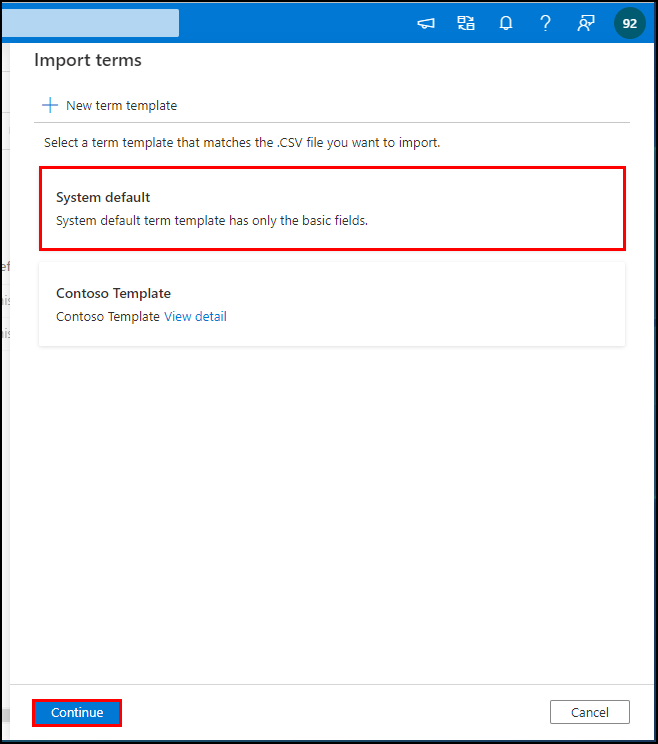 92
Import terms
New term template
Select a term template that matches the .CSV file you want to import.
System default
System default term template has only the basic fields.
Contoso Template
Contoso Template View detail
Continue
Cancel